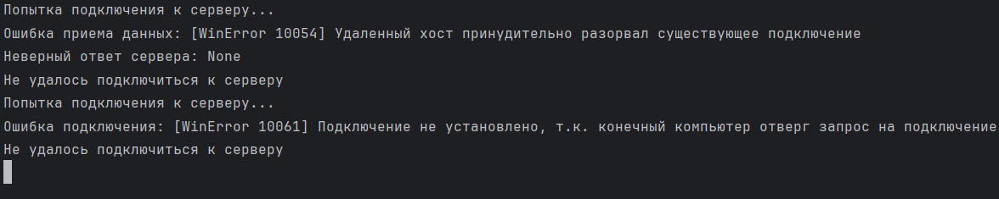 Попытка подключения к серверу...
Ошибка приема данных: [WinError 10054] Удаленный хост принудительно разорвал существующее подключение
Неверный ответ сервера: None
Не удалось подключиться к серверу
Попытка подключения к серверу...
Ошибка подключения: [WinError 10061] Подключение не установлено, т.к. конечный компьютер отверг запрос на подключение
Не удалось подключиться к серверу